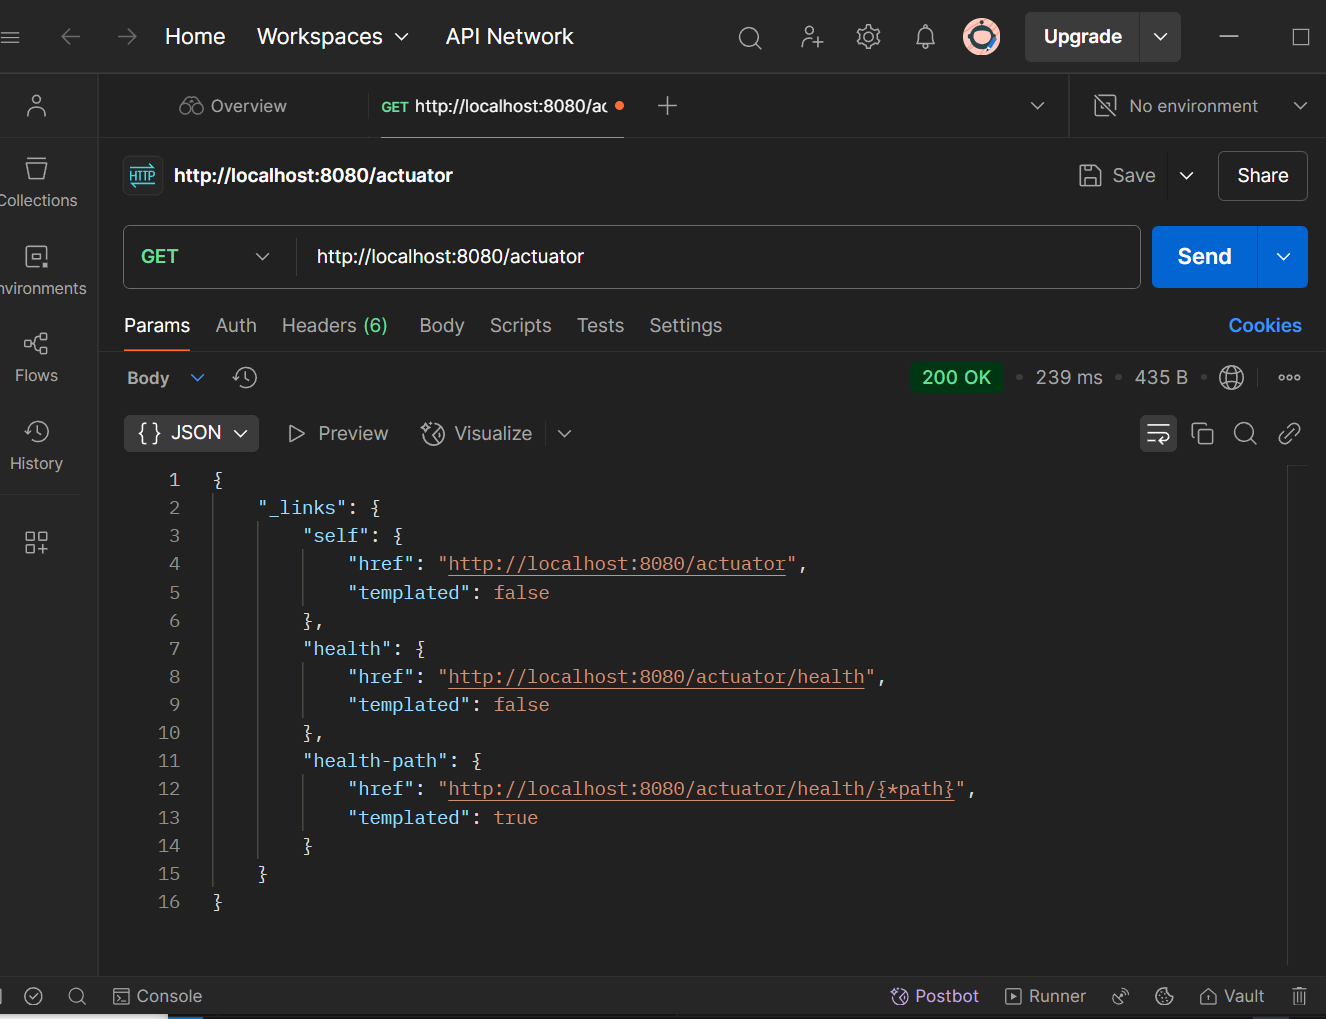 Home Workspaces API Network Upgrade
Overview GET http://localhost:8080/ac No environment
HTTP http://localhost:8080/actuator Save Share
GET http://localhost:8080/actuator Send
Collections
Params Auth Headers (6) Body Scripts Tests Settings Cookies
nvironments
Flows
History
Body 200 OK • 239 ms • 435 B •
{ } JSON Preview Visualize
1 {
2 "_links": {
3 "self": {
4 "href": "http://localhost:8080/actuator",
5 "templated": false
6 },
7 "health": {
8 "href": "http://localhost:8080/actuator/health",
9 "templated": false
10 },
11 "health-path": {
12 "href": "http://localhost:8080/actuator/health/{*path}",
13 "templated": true
14 }
15 }
16 }
Console Postbot Runner Vault